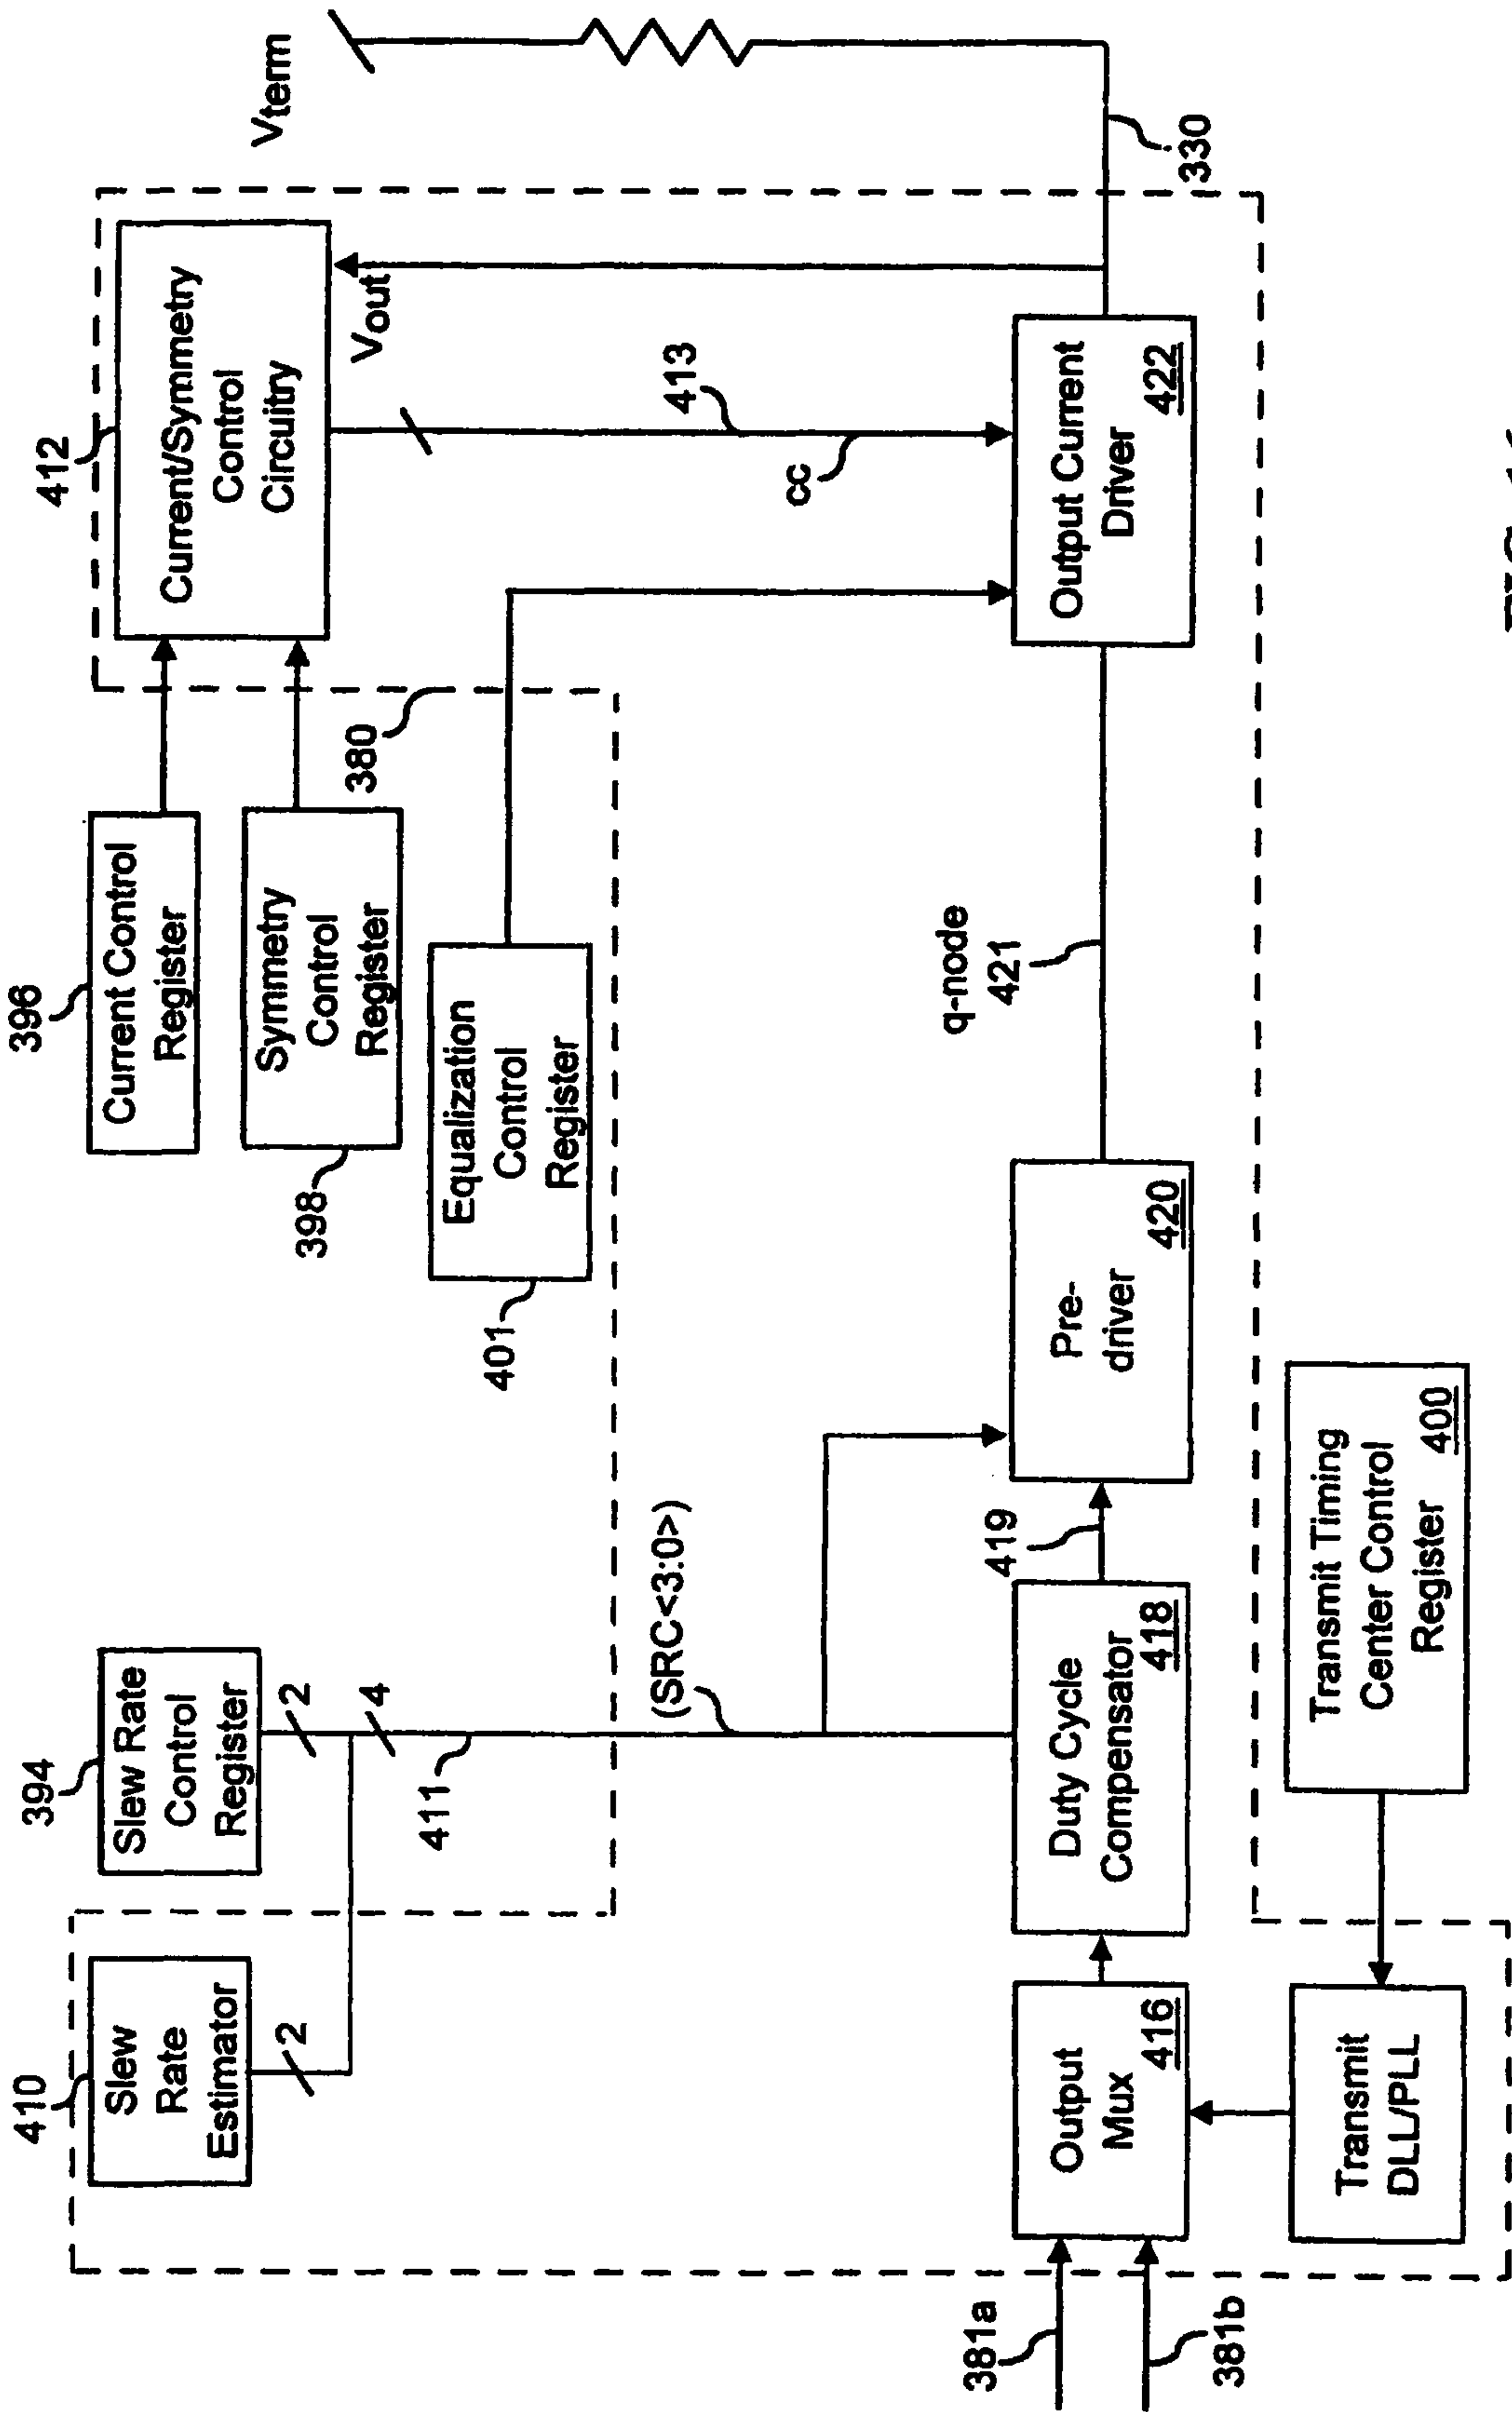 410
Slew
Rate
Estimator
2
394
Slew Rate
Control
Register
2
4
411
(SRC<3:0>)
396
Current Control
Register
Symmetry
Control
Register
398
Equalization
Control
Register
401
380
412
Current/Symmetry
Control
Circuitry
Vterm
Vout
413
cc
330
381a
381b
Output
Mux
416
Duty Cycle
Compensator
418
419
Pre-
driver
420
q-node
421
Output Current
Driver
422
Transmit
DLL/PLL
Transmit Timing
Center Control
Register 400